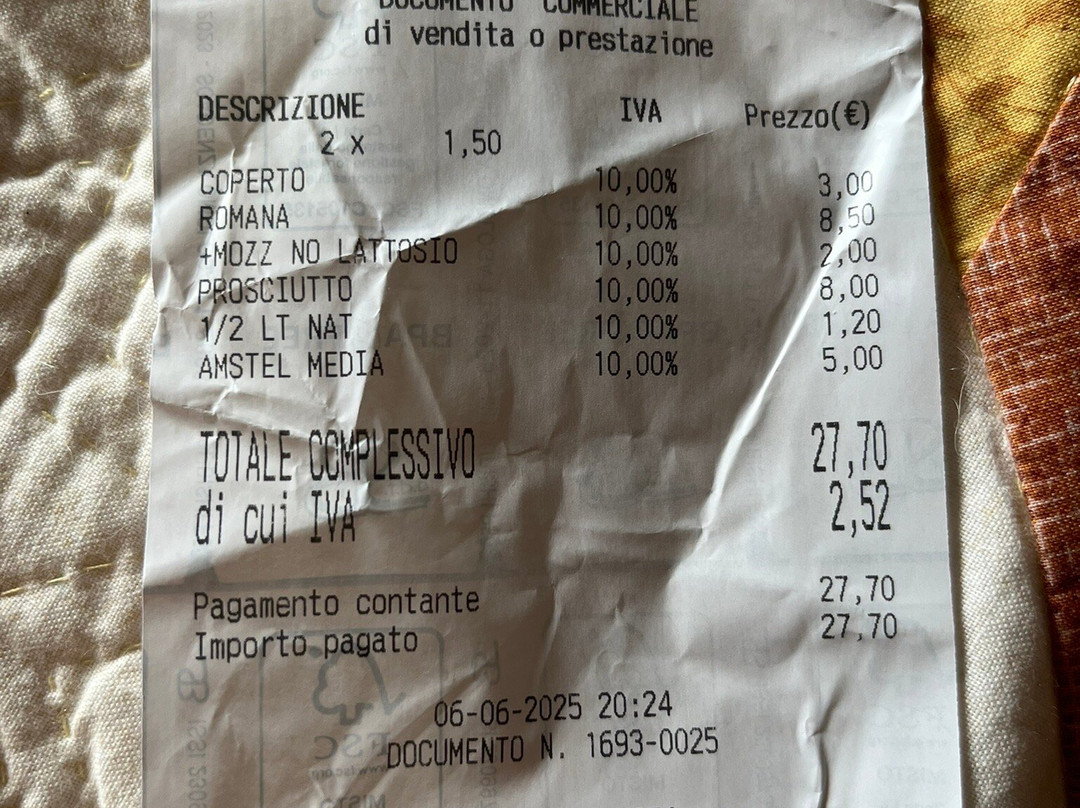 DOCUMENTO COMMERCIALE
di vendita o prestazione
DESCRIZIONE IVA Prezzo(€)
2 x 1,50
COPERTO 10,00% 3,00
ROMANA 10,00% 8,50
+MOZZ NO LATTOSIO 10,00% 2,00
PROSCIUTTO 10,00% 8,00
1/2 LT NAT 10,00% 1,20
AMSTEL MEDIA 10,00% 5,00
TOTALE COMPLESSIVO 27,70
di cui IVA 2,52
Pagamento contante 27,70
Importo pagato 27,70
06-06-2025 20:24
DOCUMENTO N. 1693-0025